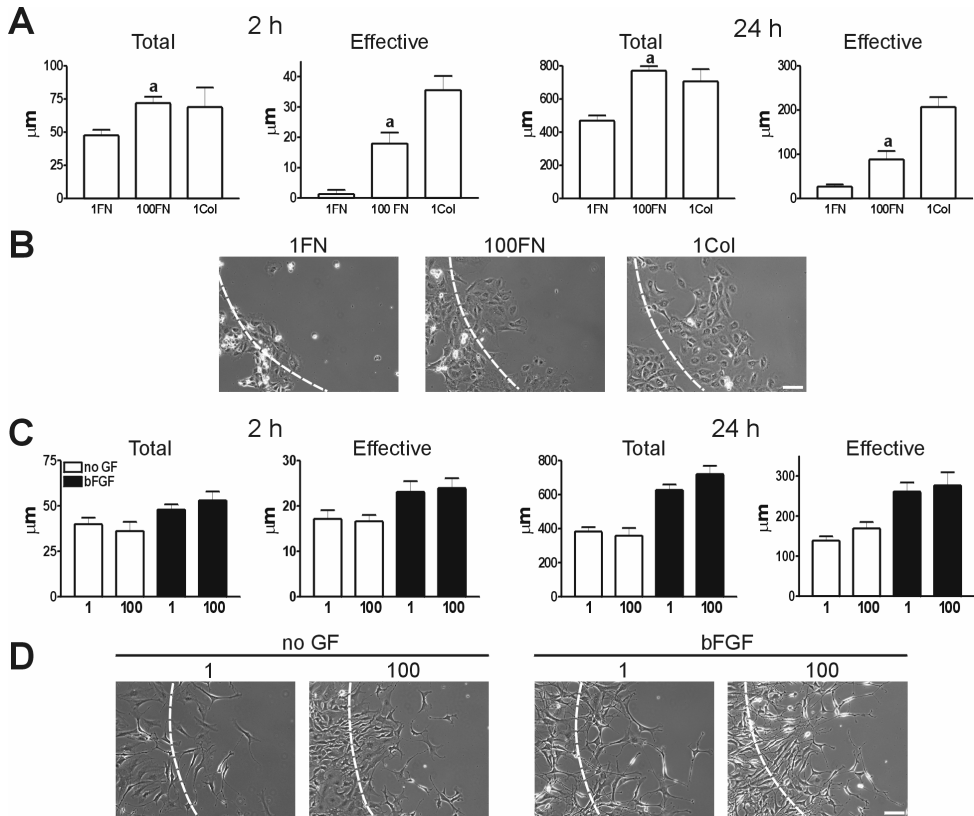 A
2 h
24 h
Total
Effective
Total
Effective
100
75
50
25
0
µm
a
1FN
100FN
1Col
40
30
20
10
0
µm
a
1FN
100 FN
1Col
800
600
400
200
0
µm
a
1FN
100FN
1Col
300
200
100
0
µm
a
1FN
100FN
1Col
B
1FN
100FN
1Col
C
2 h
24 h
Total
Effective
Total
Effective
75
50
25
0
µm
no GF
bFGF
1
100
1
100
30
20
10
0
µm
1
100
1
100
800
600
400
200
0
µm
1
100
1
100
300
200
100
0
µm
1
100
1
100
D
no GF
bFGF
1
100
1
100